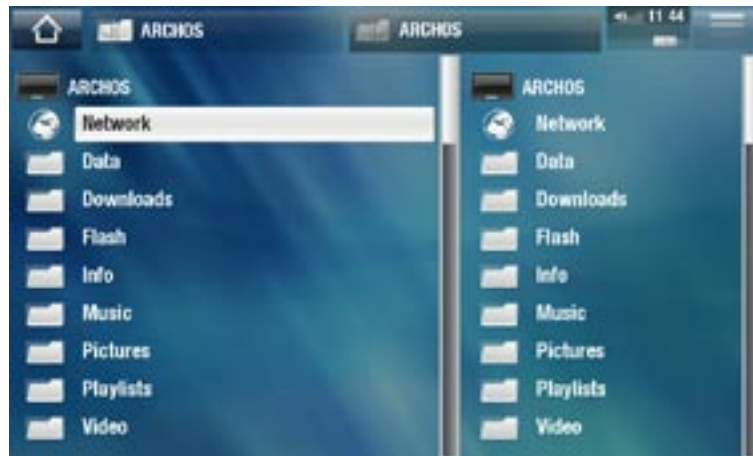 ARCHOS
ARCHOS
11 44
ARCHOS
Network
Data
Downloads
Flash
Info
Music
Pictures
Playlists
Video
ARCHOS
Network
Data
Downloads
Flash
Info
Music
Pictures
Playlists
Video